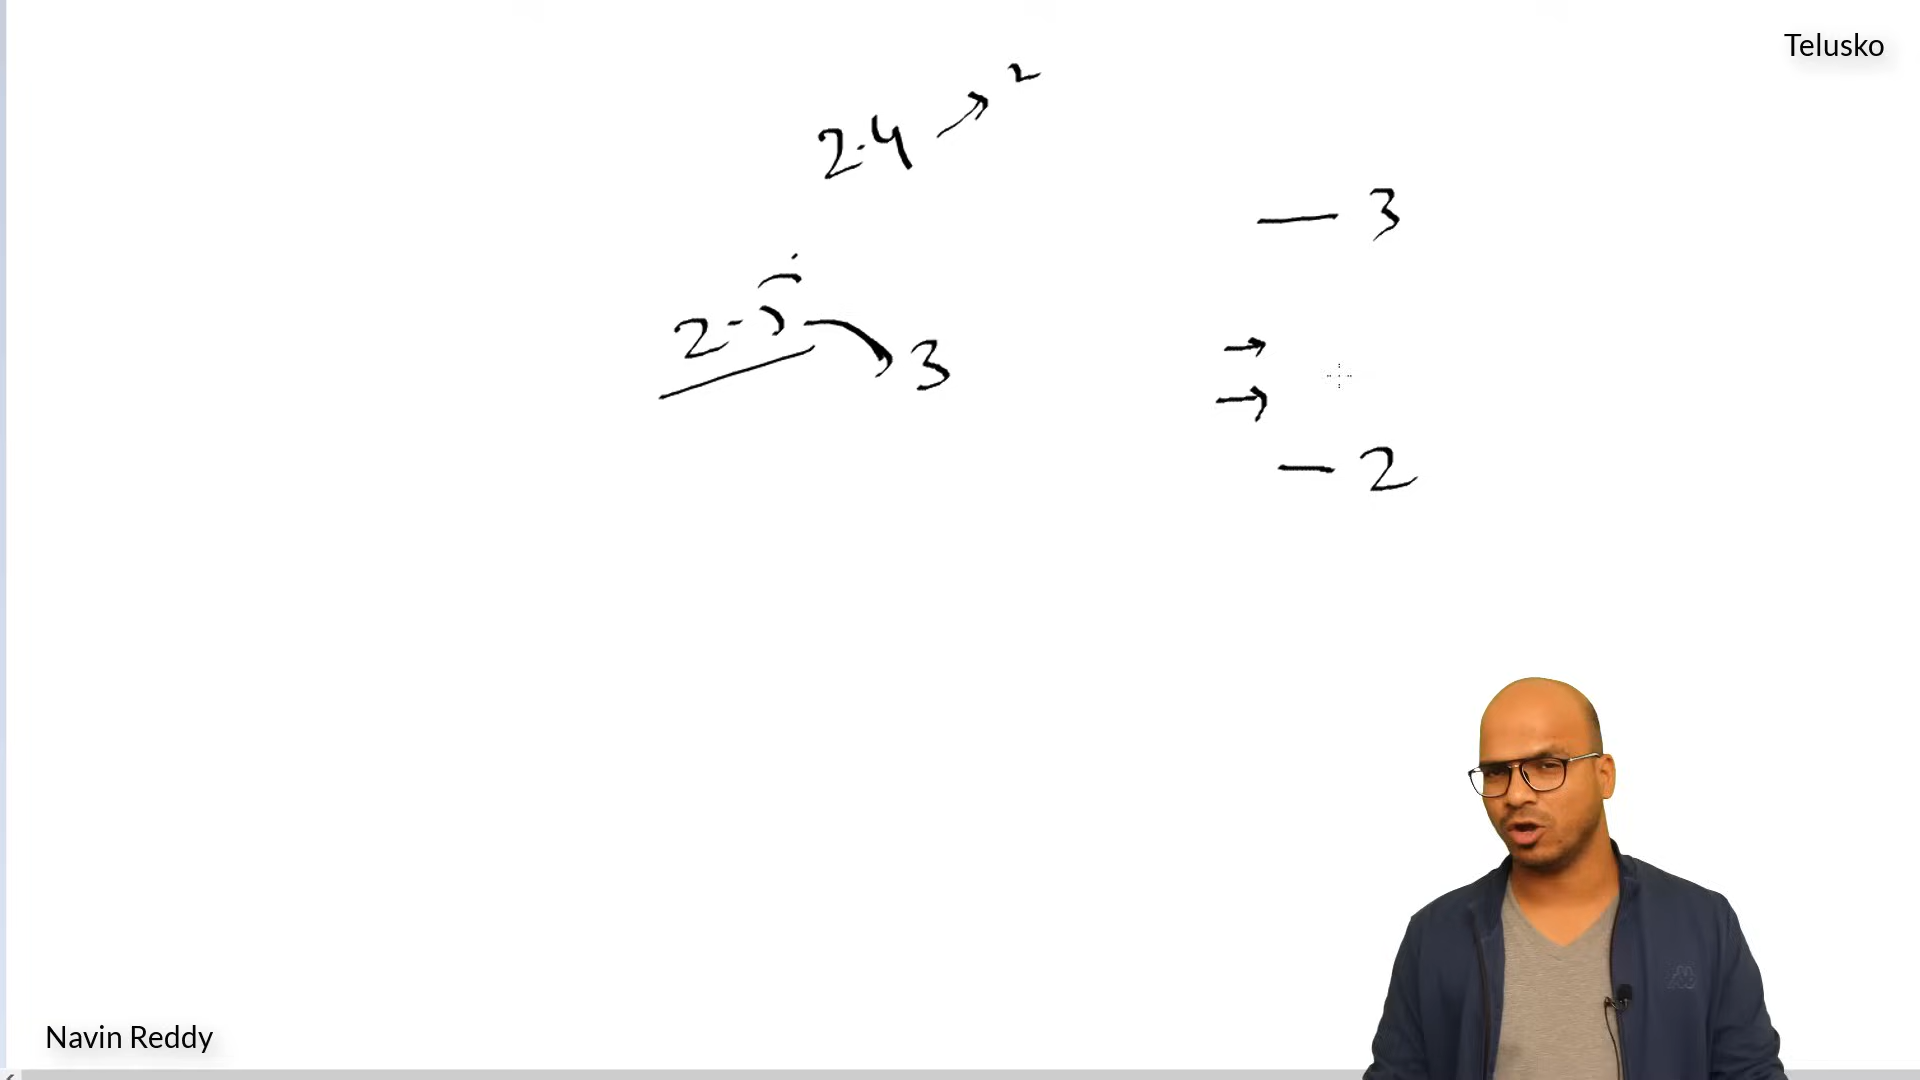 Telusko
2.4 → 2
— 3
2.5 → 3
→
→
— 2
Navin Reddy